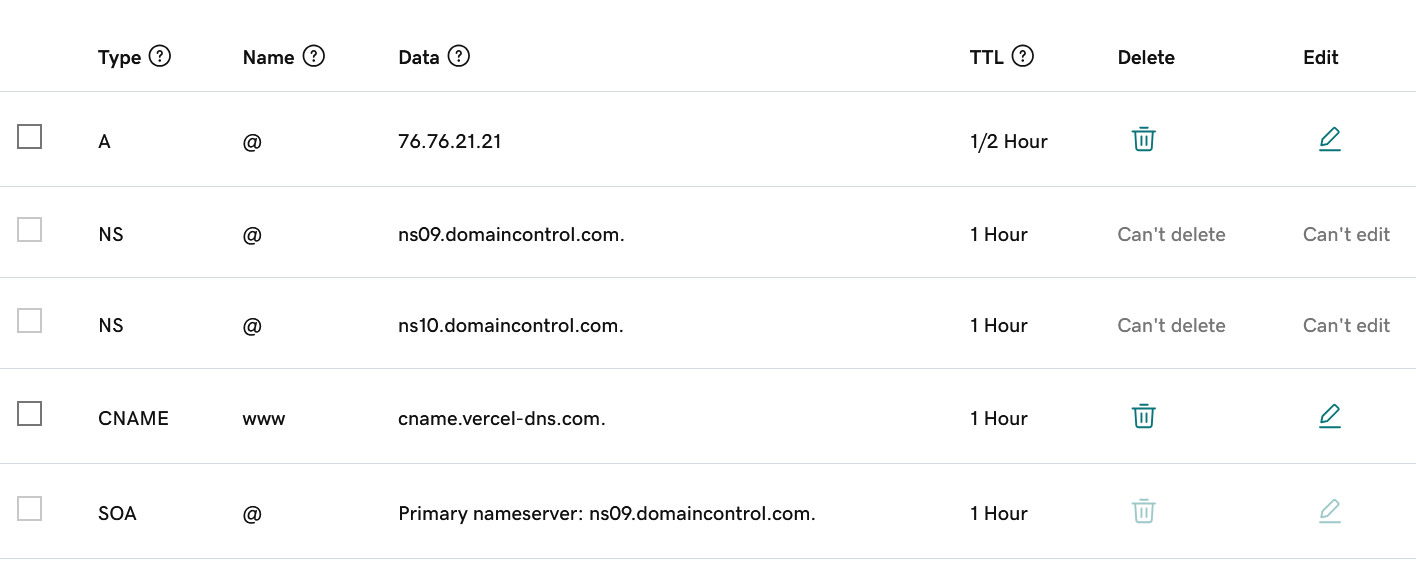 Type ? Name ? Data ? TTL ? Delete Edit
A @ 76.76.21.21 1/2 Hour
NS @ ns09.domaincontrol.com. 1 Hour Can't delete Can't edit
NS @ ns10.domaincontrol.com. 1 Hour Can't delete Can't edit
CNAME www cname.vercel-dns.com. 1 Hour
SOA @ Primary nameserver: ns09.domaincontrol.com. 1 Hour